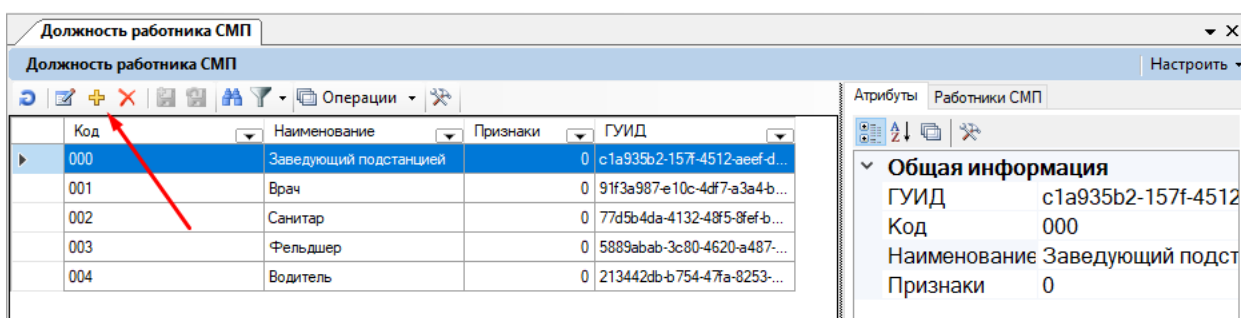 Должность работника СМП
Должность работника СМП
Настроить
Операции
Код Наименование Признаки ГУИД
000 Заведующий подстанцией 0 c1a935b2-157f-4512-aeef-d...
001 Врач 0 91f3a987-e10c-4df7-a3a4-b...
002 Санитар 0 77d5b4da-4132-48f5-8fef-b...
003 Фельдшер 0 5889abab-3c80-4620-a487-...
004 Водитель 0 213442db-b754-47fa-8253-...
Атрибуты Работники СМП
Общая информация
ГУИД c1a935b2-157f-4512
Код 000
Наименование Заведующий подст
Признаки 0